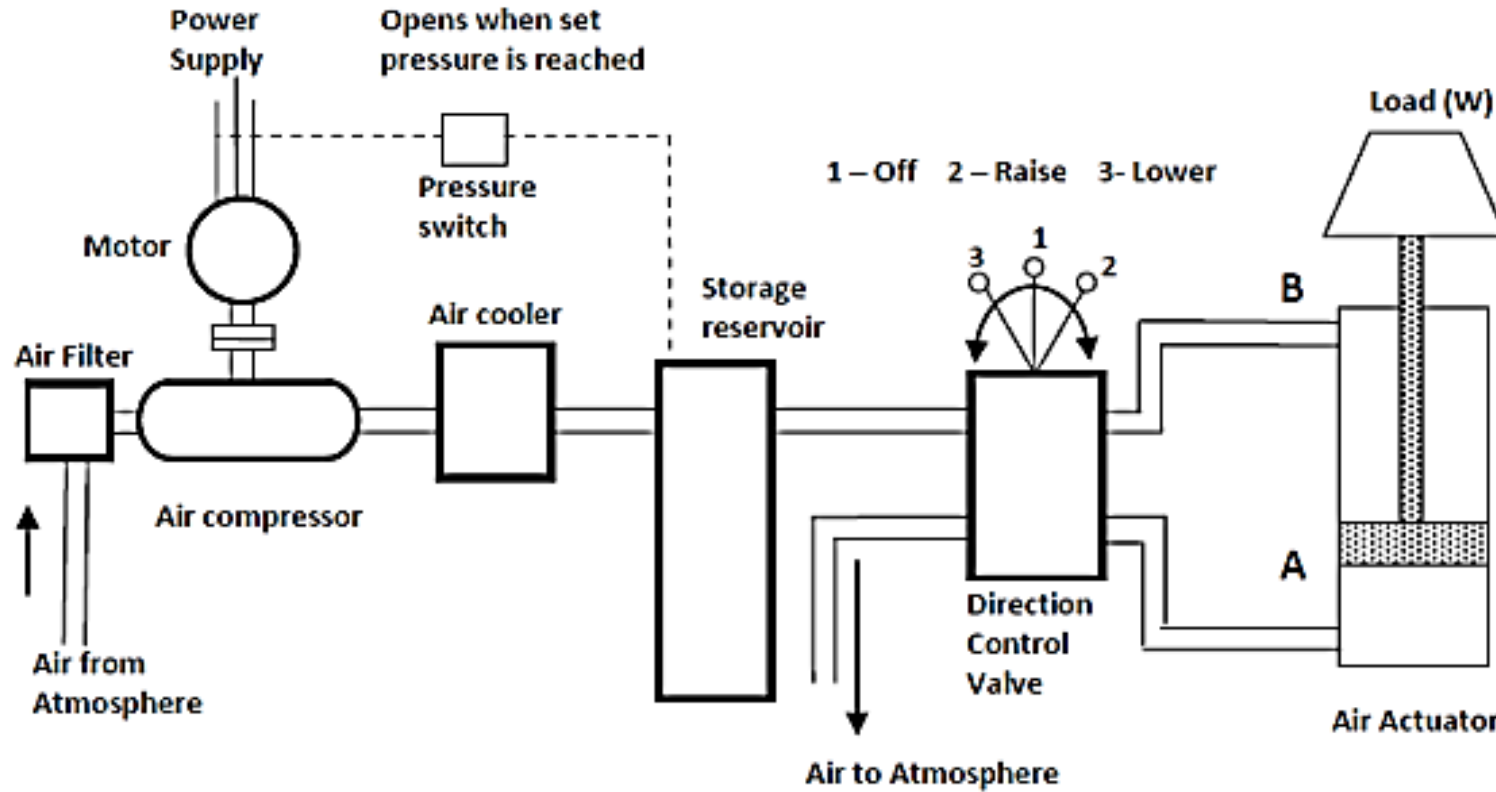 Power
Supply
Opens when set
pressure is reached
Load (W)
1 – Off 2 – Raise 3- Lower
Pressure
switch
Motor
1
3
2
B
Storage
reservoir
Air cooler
Air Filter
Air compressor
A
Direction
Control
Valve
Air from
Atmosphere
Air Actuator
Air to Atmosphere